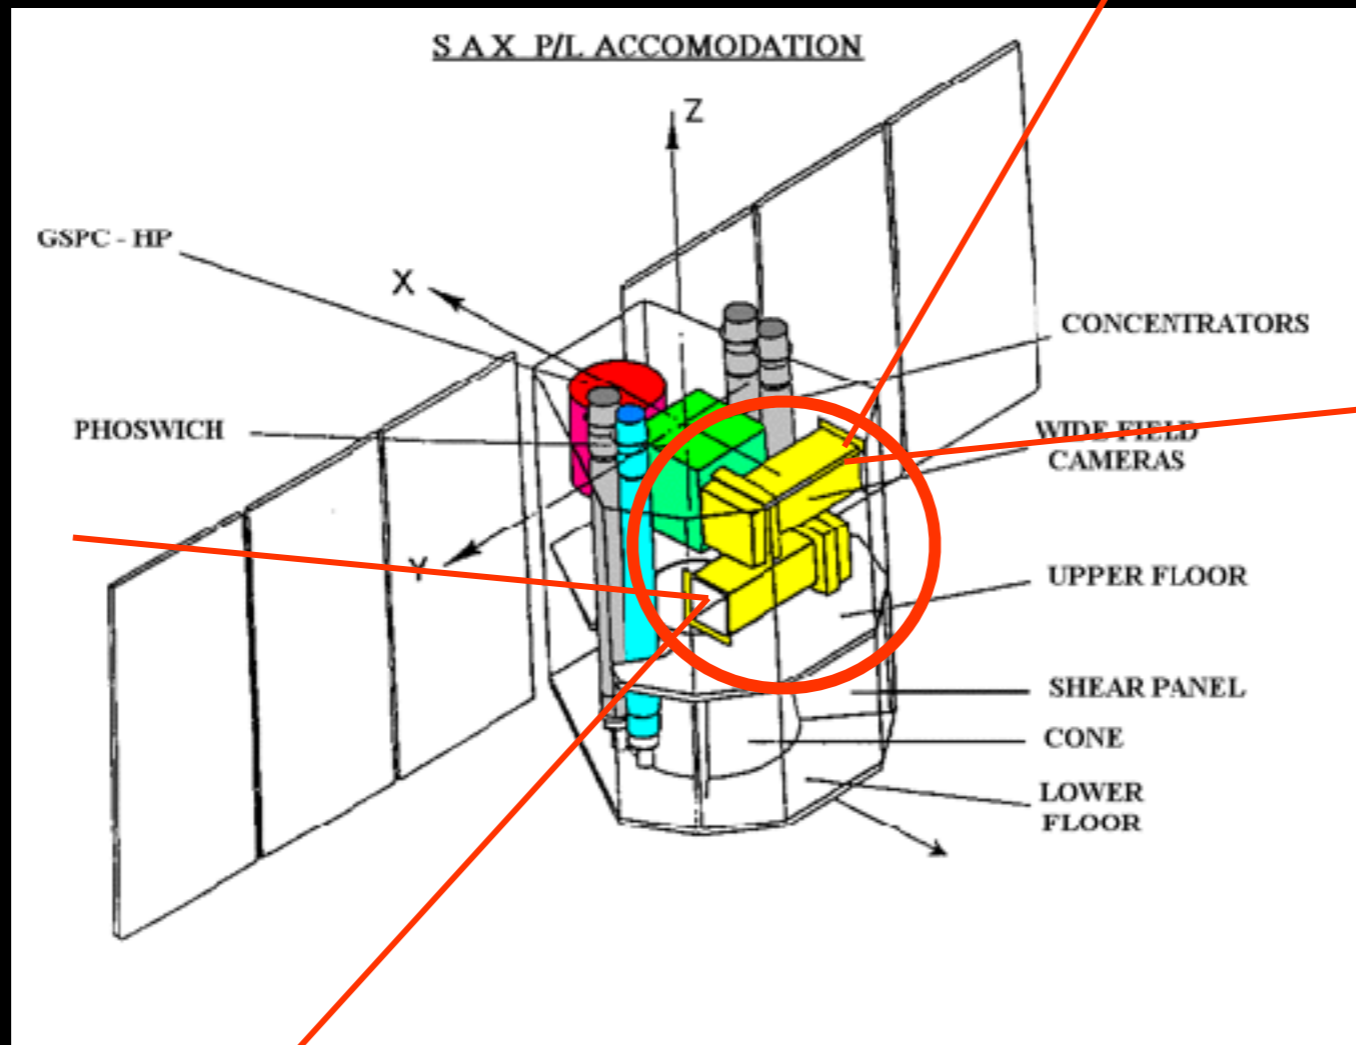 S A X P/L ACCOMODATION
Z
GSPC - HP
X
CONCENTRATORS
PHOSWICH
WIDE FIELD
CAMERAS
Y
UPPER FLOOR
SHEAR PANEL
CONE
LOWER
FLOOR